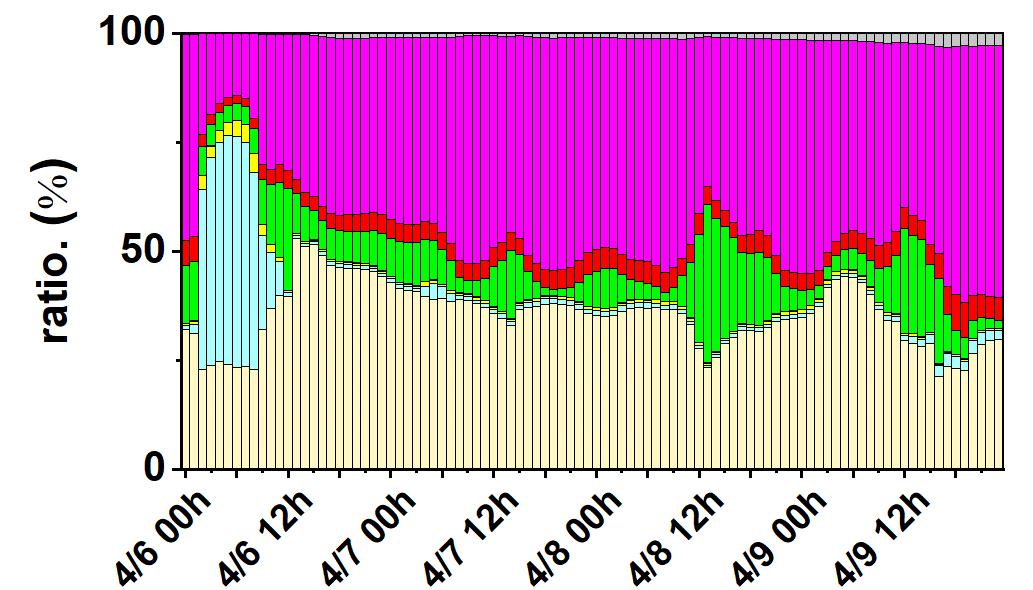 100
50
0
ratio. (%)
4/6 00h
4/6 12h
4/7 00h
4/7 12h
4/8 00h
4/8 12h
4/9 00h
4/9 12h